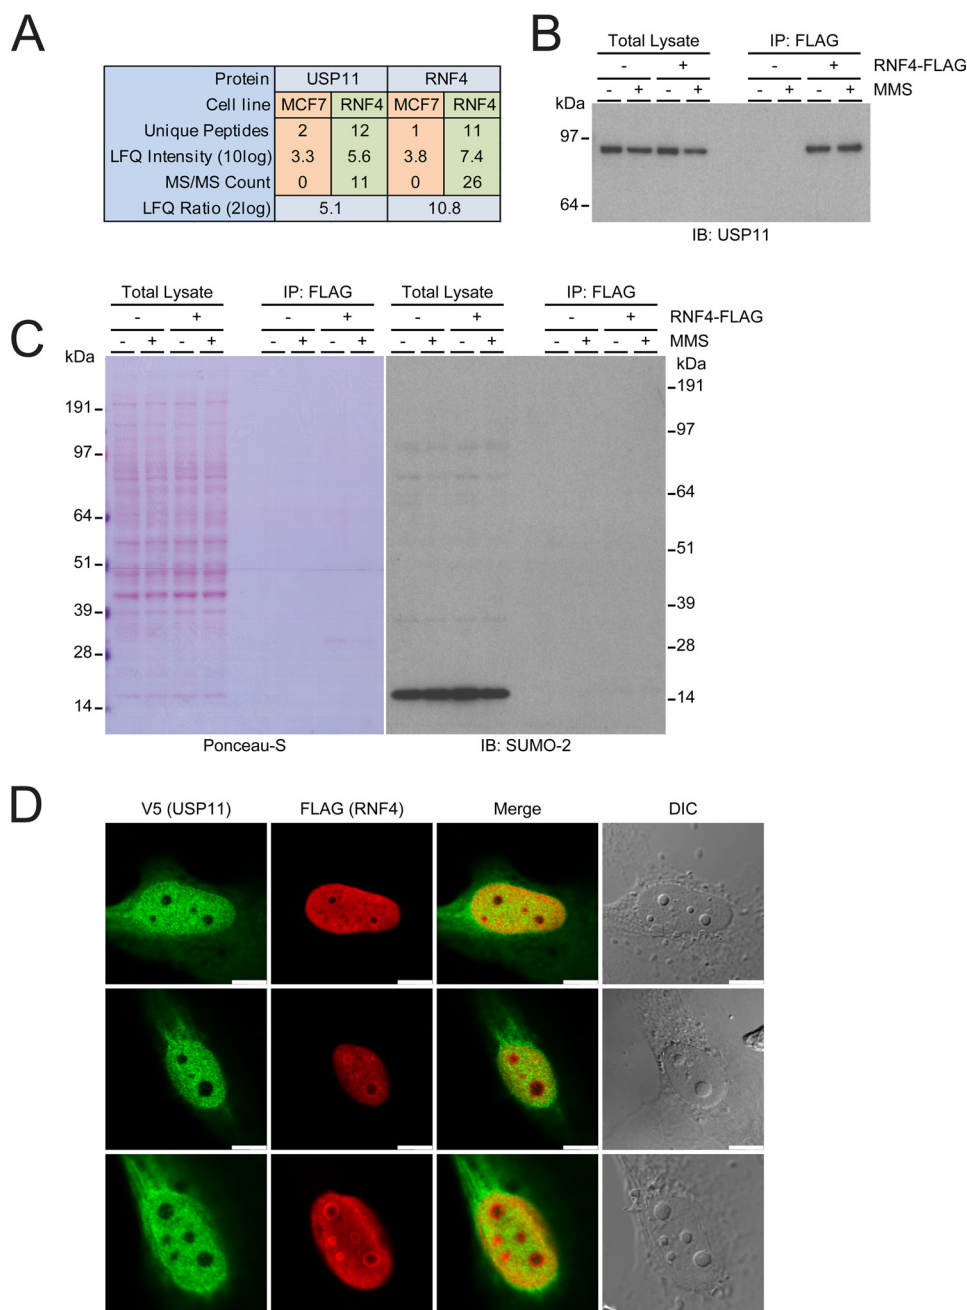 A
Protein USP11 RNF4
Cell line MCF7 RNF4 MCF7 RNF4
Unique Peptides 2 12 1 11
LFQ Intensity (10log) 3.3 5.6 3.8 7.4
MS/MS Count 0 11 0 26
LFQ Ratio (2log) 5.1 10.8
B
Total Lysate IP: FLAG
- + - + RNF4-FLAG
- + - + - + - + MMS
kDa
97
64
IB: USP11
C
Total Lysate IP: FLAG Total Lysate IP: FLAG
- + - + - + - + RNF4-FLAG
- + - + - + - + - + - + - + - + MMS
kDa kDa
191 191
97 97
64 64
51 51
39 39
28 28
14 14
Ponceau-S IB: SUMO-2
D
V5 (USP11) FLAG (RNF4) Merge DIC